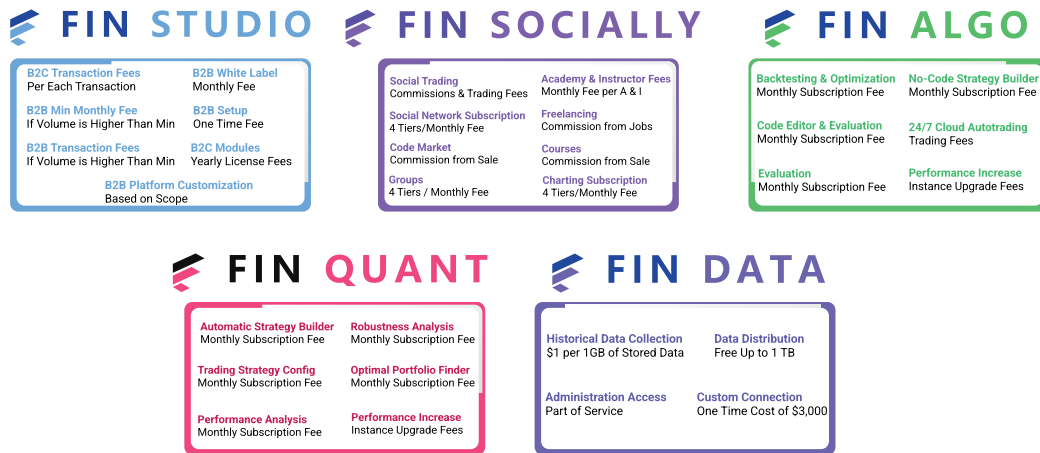 FIN STUDIO
B2C Transaction Fees
Per Each Transaction
B2B White Label
Monthly Fee
B2B Min Monthly Fee
If Volume is Higher Than Min
B2B Setup
One Time Fee
B2B Transaction Fees
If Volume is Higher Than Min
B2C Modules
Yearly License Fees
B2B Platform Customization
Based on Scope
FIN SOCIALLY
Social Trading
Commissions & Trading Fees
Academy & Instructor Fees
Monthly Fee per A & I
Social Network Subscription
4 Tiers/Monthly Fee
Freelancing
Commission from Jobs
Code Market
Commission from Sale
Courses
Commission from Sale
Groups
4 Tiers / Monthly Fee
Charting Subscription
4 Tiers/Monthly Fee
FIN ALGO
Backtesting & Optimization
Monthly Subscription Fee
No-Code Strategy Builder
Monthly Subscription Fee
Code Editor & Evaluation
Monthly Subscription Fee
24/7 Cloud Autotrading
Trading Fees
Evaluation
Monthly Subscription Fee
Performance Increase
Instance Upgrade Fees
FIN QUANT
Automatic Strategy Builder
Monthly Subscription Fee
Robustness Analysis
Monthly Subscription Fee
Trading Strategy Config
Monthly Subscription Fee
Optimal Portfolio Finder
Monthly Subscription Fee
Performance Analysis
Monthly Subscription Fee
Performance Increase
Instance Upgrade Fees
FIN DATA
Historical Data Collection
$1 per 1GB of Stored Data
Data Distribution
Free Up to 1 TB
Administration Access
Part of Service
Custom Connection
One Time Cost of $3,000